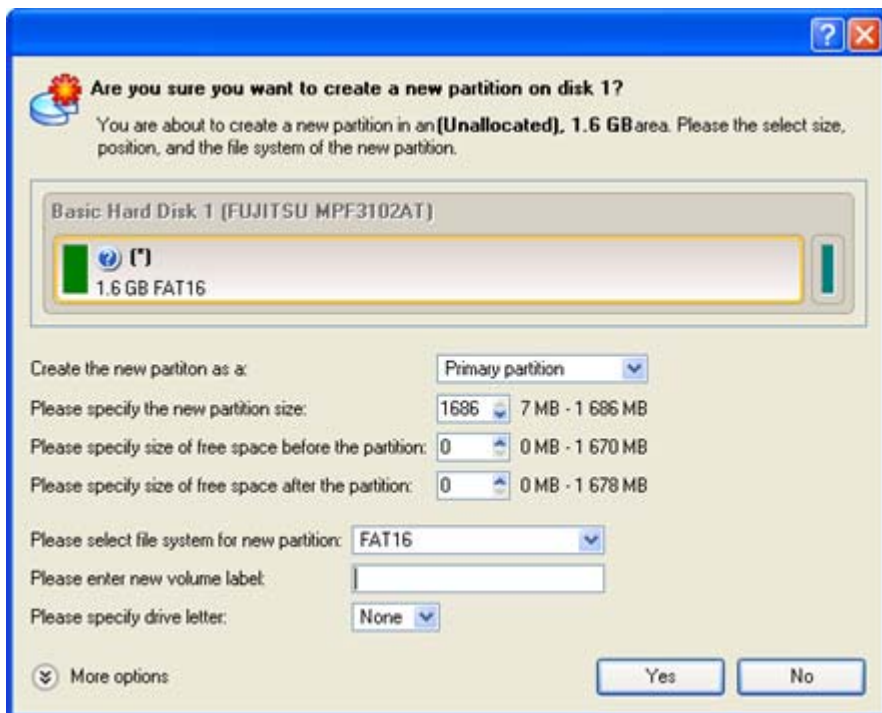 Are you sure you want to create a new partition on disk 1?
You are about to create a new partition in an (Unallocated), 1.6 GB area. Please the select size,
position, and the file system of the new partition.
Basic Hard Disk 1 (FUJITSU MPF3102AT)
(*)
1.6 GB FAT16
Create the new partiton as a: Primary partition
Please specify the new partition size: 1686 7 MB - 1 686 MB
Please specify size of free space before the partition: 0 0 MB - 1 670 MB
Please specify size of free space after the partition: 0 0 MB - 1 678 MB
Please select file system for new partition: FAT16
Please enter new volume label:
Please specify drive letter: None
More options Yes No